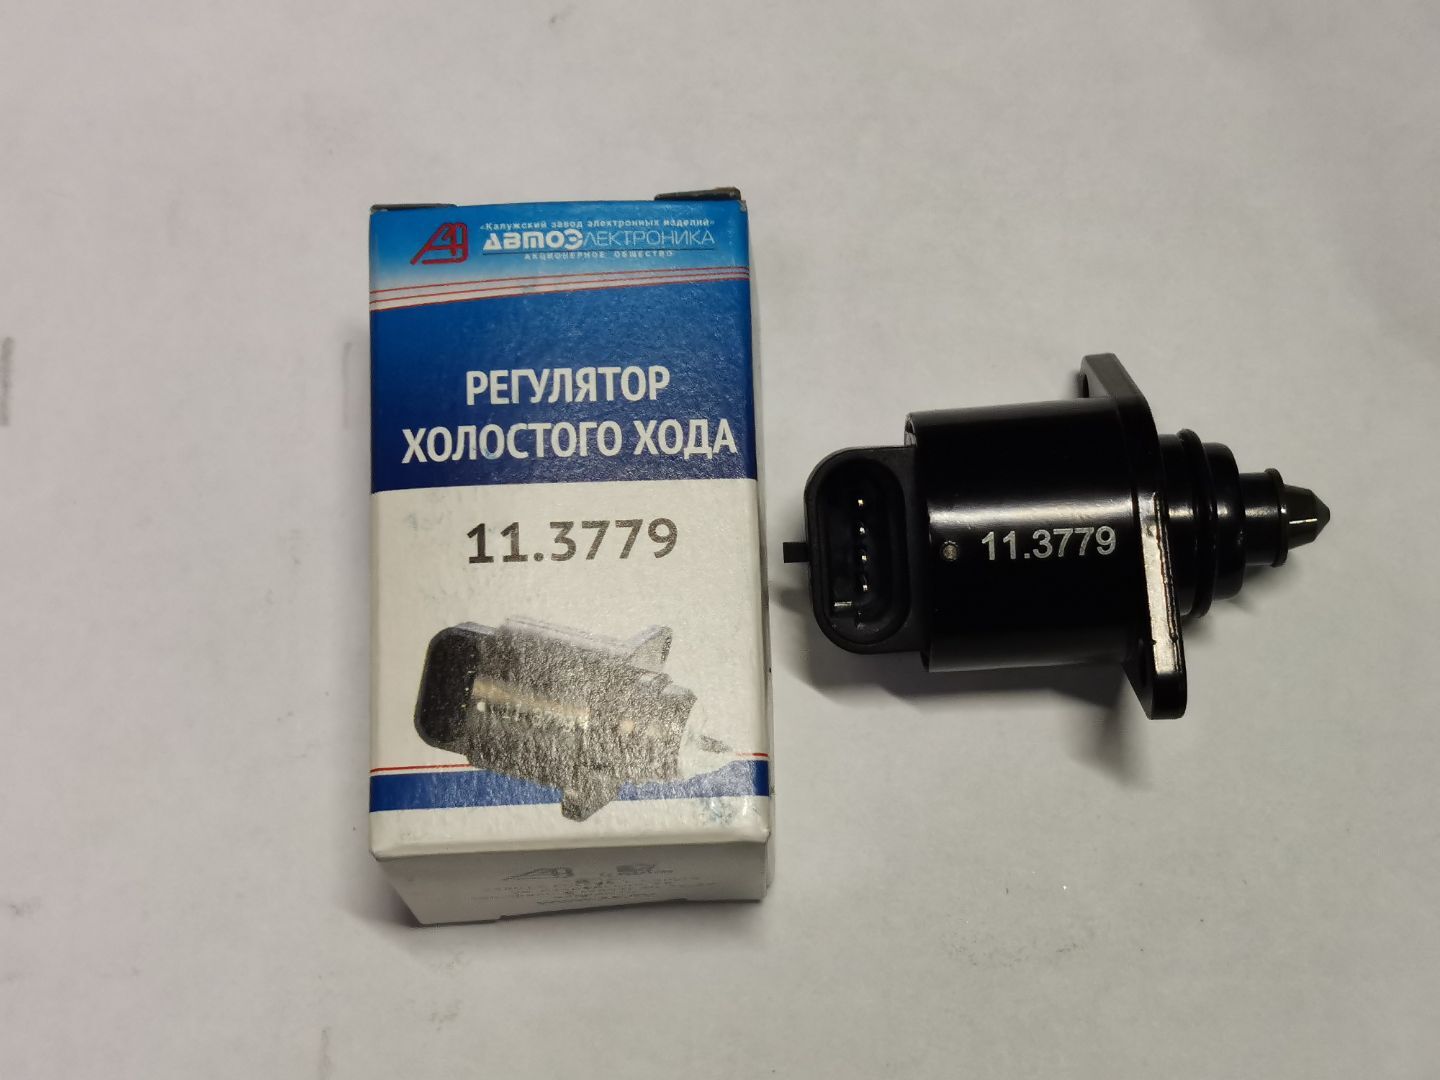 «Калужский завод электронных изделий»
АВТОЭЛЕКТРОНИКА
АКЦИОНЕРНОЕ ОБЩЕСТВО
РЕГУЛЯТОР
ХОЛОСТОГО ХОДА
11.3779
11.3779